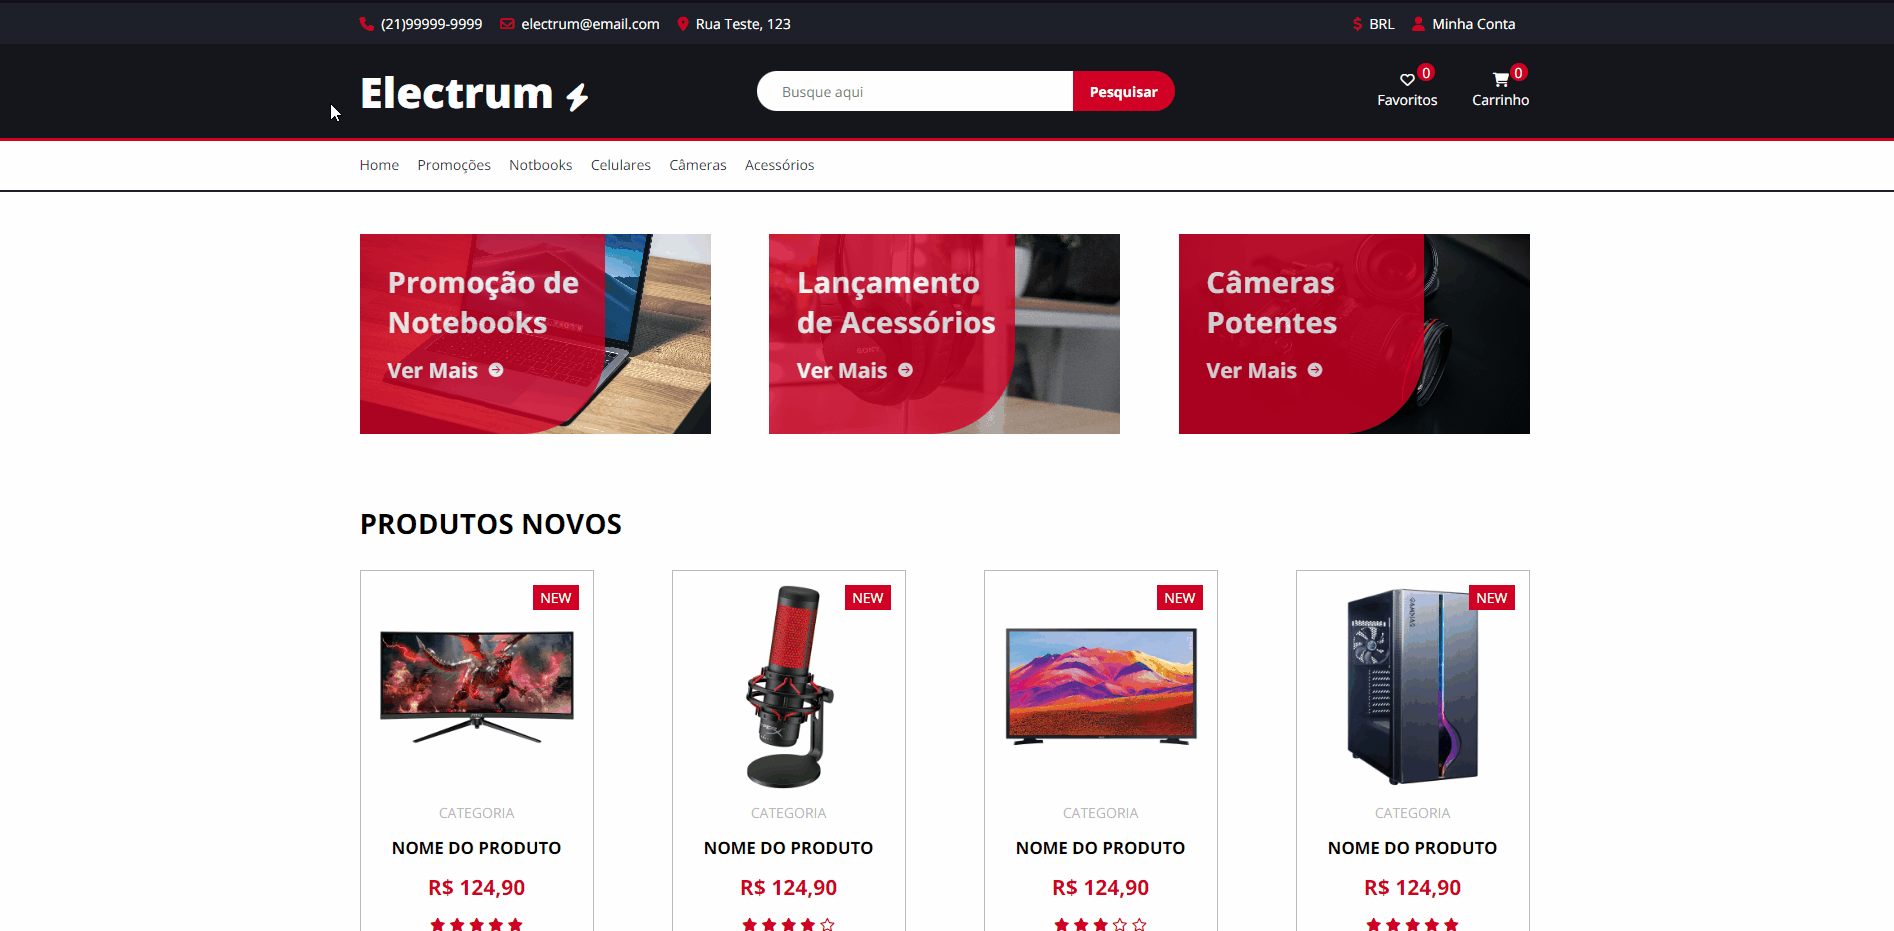 (21)99999-9999 electrum@email.com Rua Teste, 123 $ BRL Minha Conta
Electrum
Busque aqui Pesquisar
0 0
Favoritos Carrinho
Home Promoções Notbooks Celulares Câmeras Acessórios
Promoção de
Notebooks
Ver Mais
Lançamento
de Acessórios
Ver Mais
Câmeras
Potentes
Ver Mais
PRODUTOS NOVOS
NEW NEW NEW NEW
CATEGORIA CATEGORIA CATEGORIA CATEGORIA
NOME DO PRODUTO NOME DO PRODUTO NOME DO PRODUTO NOME DO PRODUTO
R$ 124,90 R$ 124,90 R$ 124,90 R$ 124,90